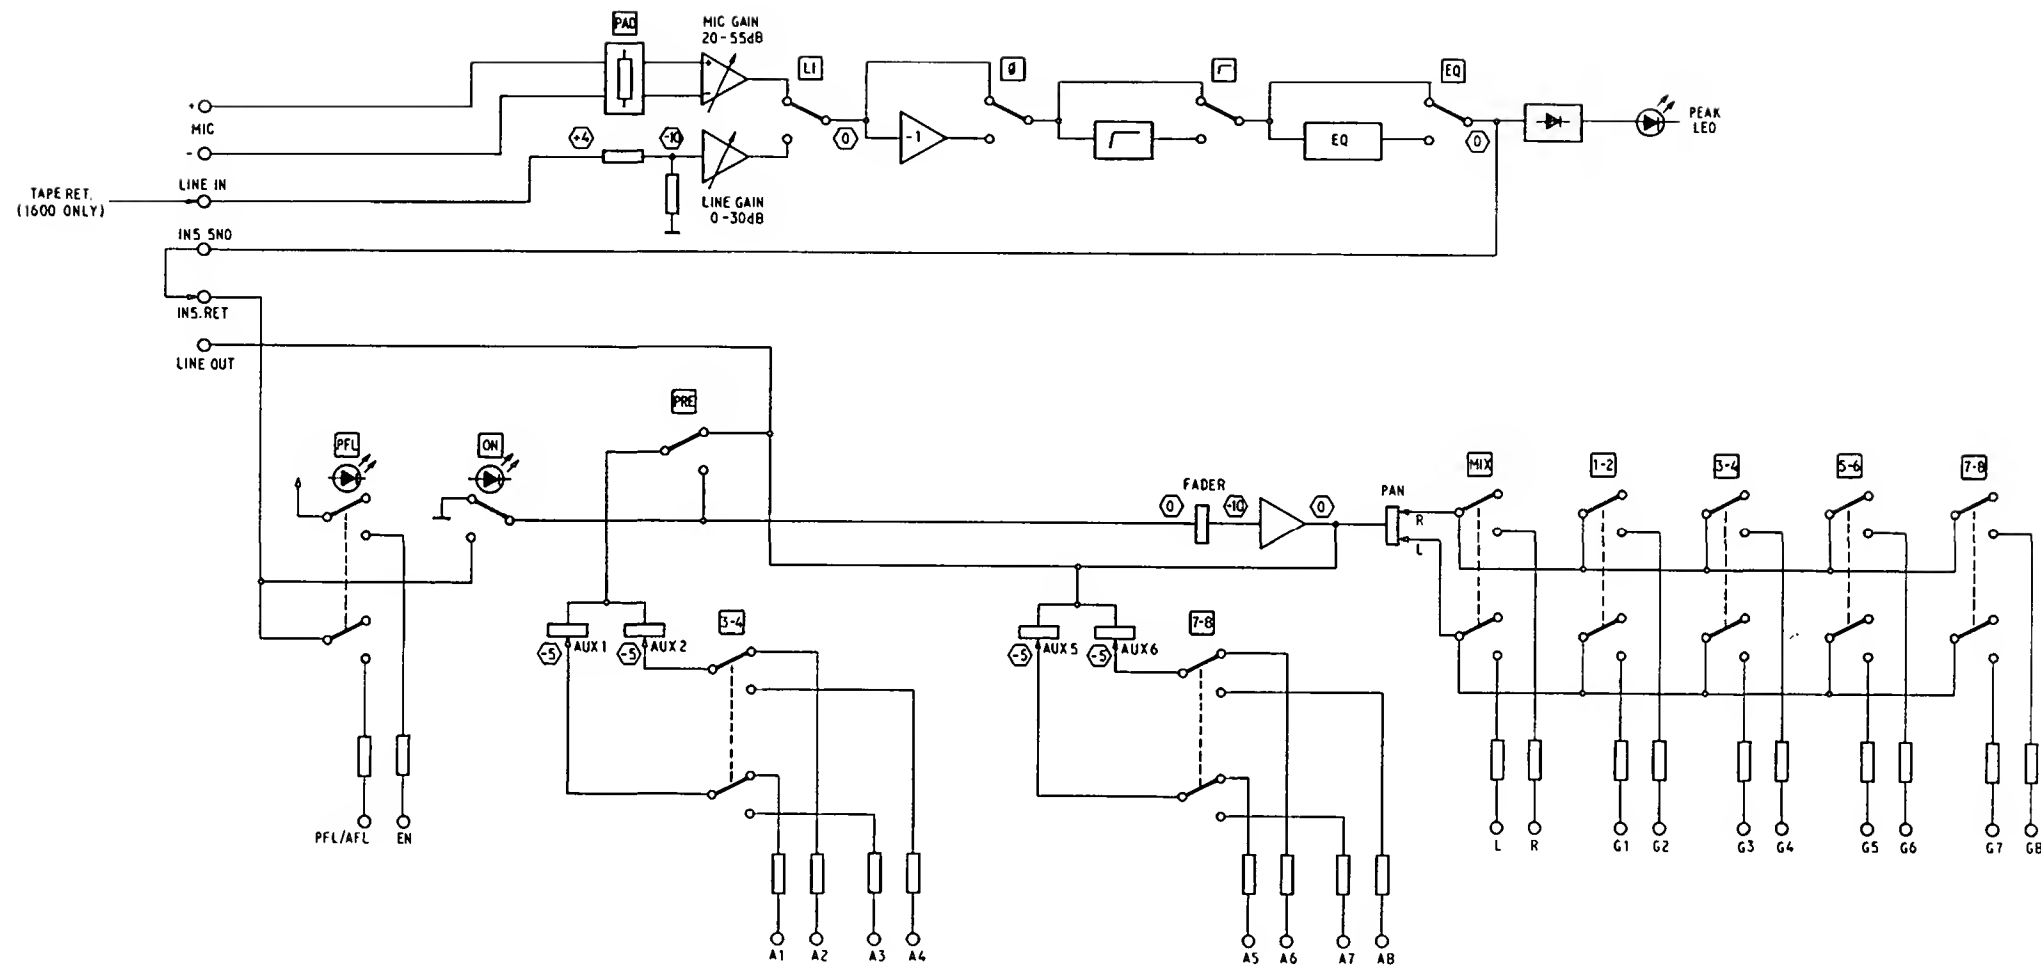 PAD
MIC GAIN
20-55dB
LI
ø
EQ
+
MIC
-
+4
-10
+
-
0
-1
EQ
0
PEAK
LED
TAPE RET.
(1600 ONLY)
LINE IN
LINE GAIN
0-30dB
INS SND
INS.RET
LINE OUT
PRE
PFL
ON
FADER
0
-10
0
PAN
R
L
MIX
1-2
3-4
5-6
7-8
-5
AUX 1
-5
AUX 2
3-4
-5
AUX 5
-5
AUX 6
7-8
PFL/AFL
EN
L
R
G1
G2
G3
G4
G5
G6
G7
G8
A1
A2
A3
A4
A5
A6
A7
A8